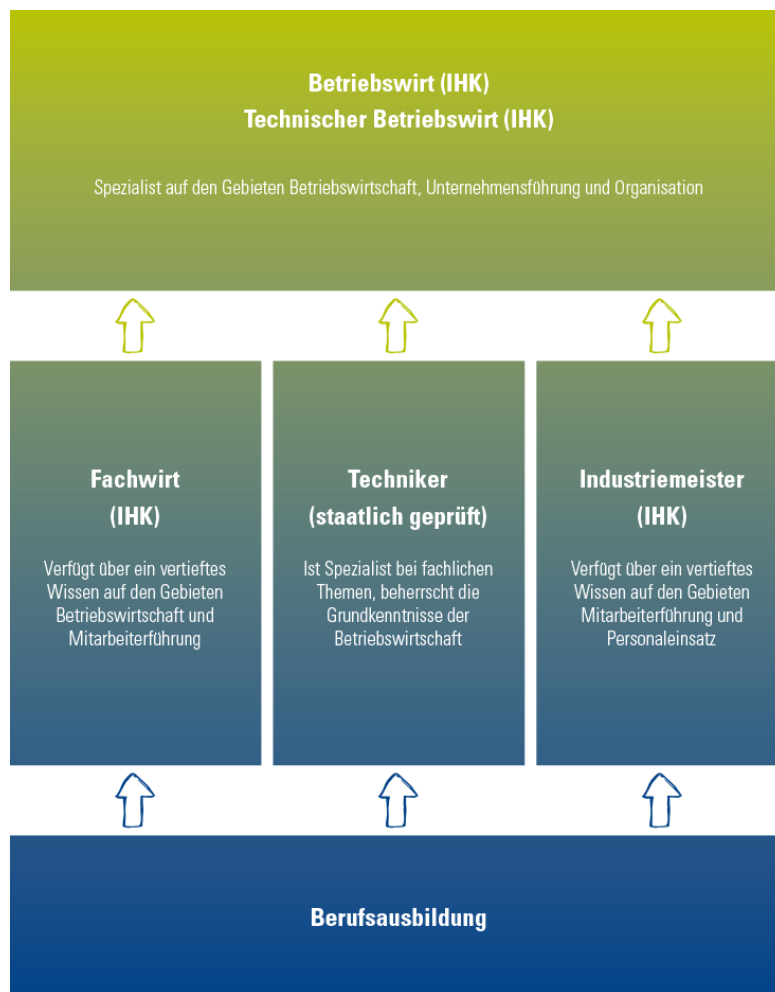 Betriebswirt (IHK)
Technischer Betriebswirt (IHK)
Spezialist auf den Gebieten Betriebswirtschaft, Unternehmensführung und Organisation
Fachwirt
(IHK)
Verfügt über ein vertieftes
Wissen auf den Gebieten
Betriebswirtschaft und
Mitarbeiterführung
Techniker
(staatlich geprüft)
Ist Spezialist bei fachlichen
Themen, beherrscht die
Grundkenntnisse der
Betriebswirtschaft
Industriemeister
(IHK)
Verfügt über ein vertieftes
Wissen auf den Gebieten
Mitarbeiterführung und
Personaleinsatz
Berufsausbildung